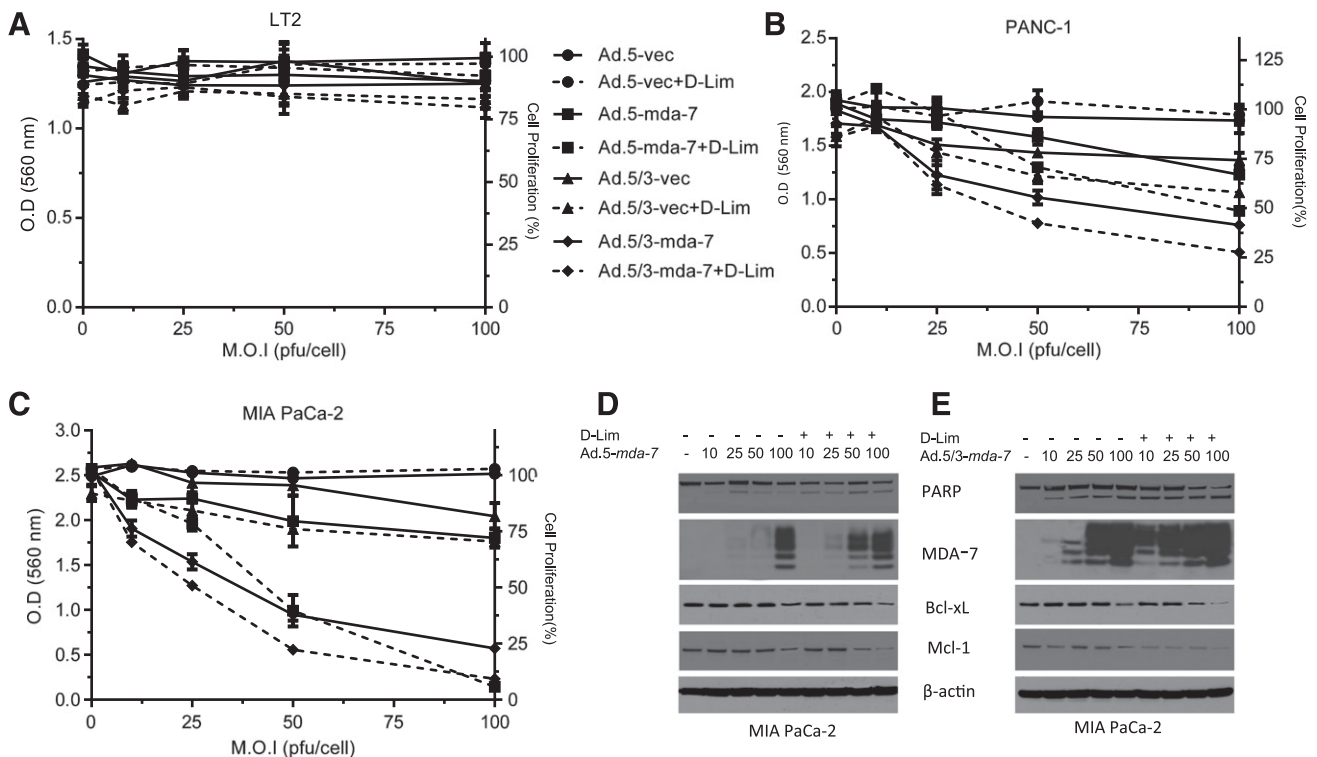 A
LT2
1.5
1.0
0.5
0.0
O.D (560 nm)
100
75
50
25
0
Cell Proliferation (%)
0 25 50 75 100
M.O.I (pfu/cell)
Ad.5-vec
Ad.5-vec+D-Lim
Ad.5-mda-7
Ad.5-mda-7+D-Lim
Ad.5/3-vec
Ad.5/3-vec+D-Lim
Ad.5/3-mda-7
Ad.5/3-mda-7+D-Lim
B
PANC-1
2.5
2.0
1.5
1.0
0.5
0.0
O.D (560 nm)
125
100
75
50
25
0
Cell Proliferation(%)
0 25 50 75 100
M.O.I (pfu/cell)
C
MIA PaCa-2
3.0
2.5
2.0
1.5
1.0
0.5
0.0
O.D (560 nm)
100
75
50
25
0
Cell Proliferation(%)
0 25 50 75 100
M.O.I (pfu/cell)
D
D-Lim - - - - - + + + +
Ad.5-mda-7 - 10 25 50 100 10 25 50 100
MIA PaCa-2
E
D-Lim - - - - - + + + +
Ad.5/3-mda-7 - 10 25 50 100 10 25 50 100
PARP
MDA-7
Bcl-xL
Mcl-1
β-actin
MIA PaCa-2